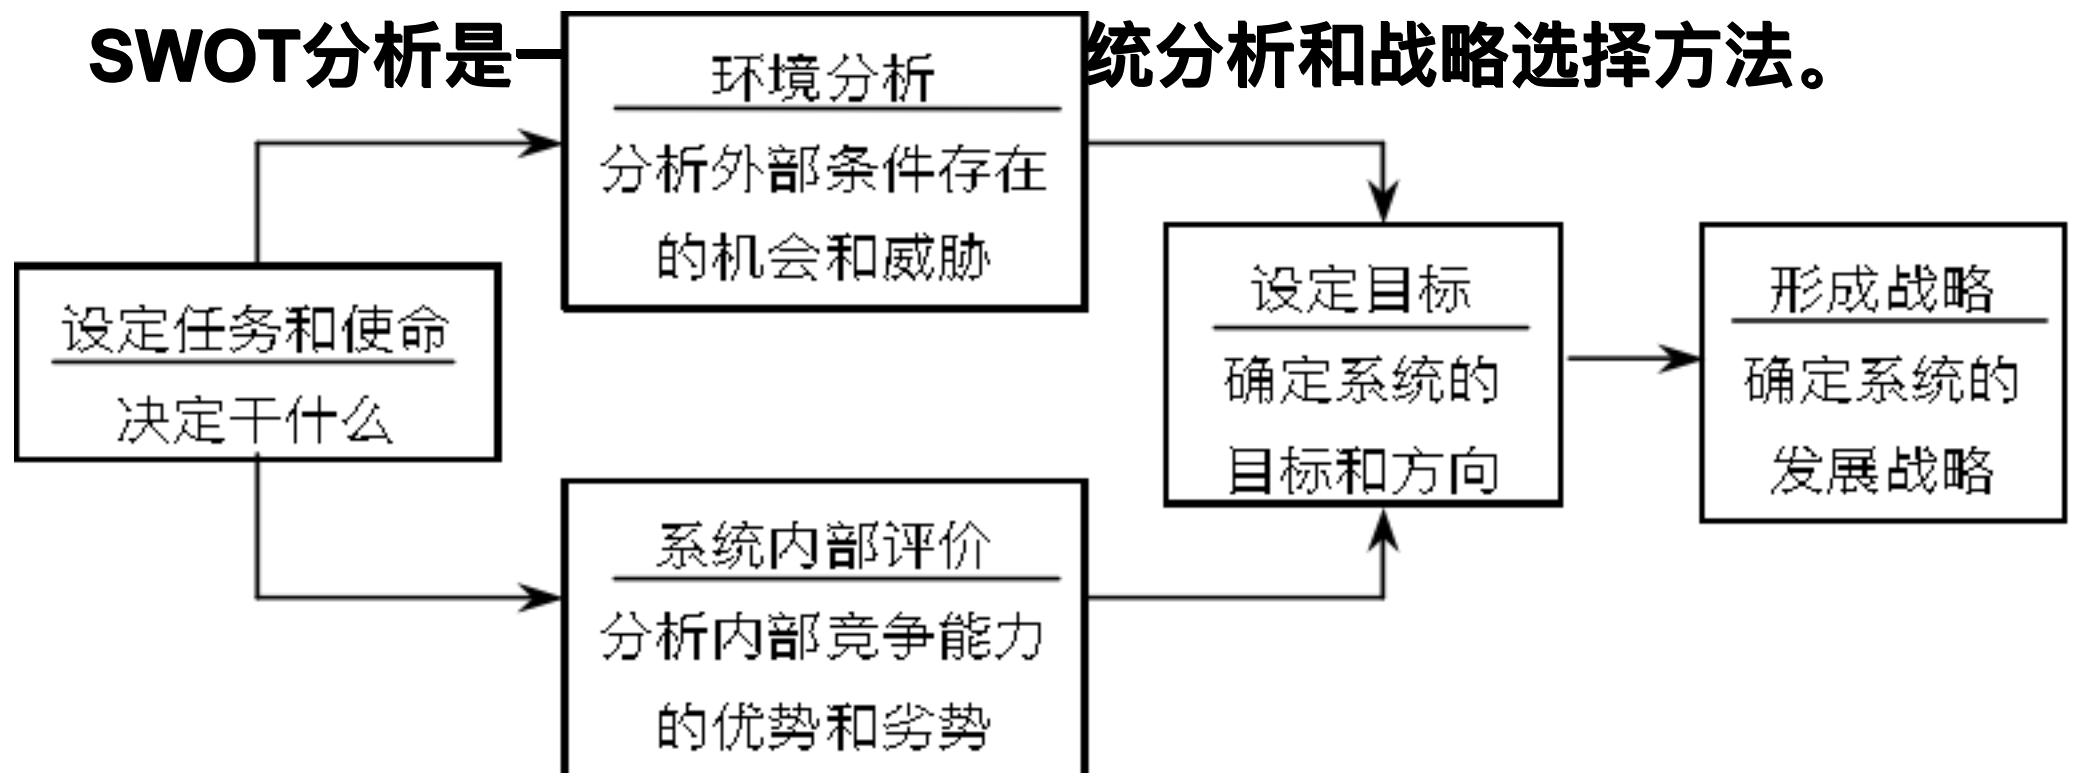 SWOT分析是一
统分析和战略选择方法。
环境分析
分析外部条件存在
的机会和威胁
设定任务和使命
决定干什么
系统内部评价
分析内部竞争能力
的优势和劣势
设定目标
确定系统的
目标和方向
形成战略
确定系统的
发展战略